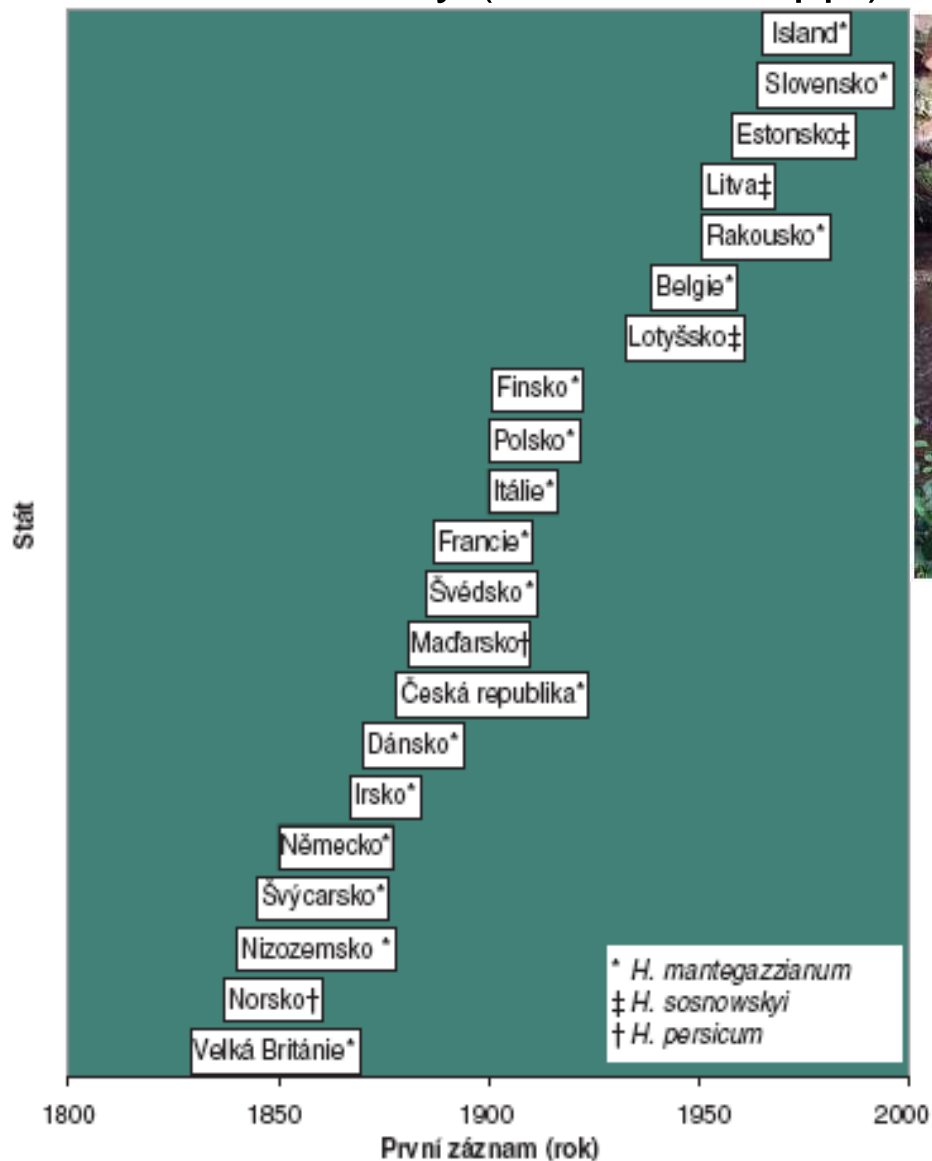 Island*
Slovensko*
Estonsko‡
Litva‡
Rakousko*
Belgie*
Lotyšsko‡
Finsko*
Polsko*
Itálie*
Francie*
Švédsko*
Maďarsko†
Česká republika*
Dánsko*
Irsko*
Německo*
Švýcarsko*
Nizozemsko *
Norsko†
Velká Británie*
Stát
* H. mantegazzianum
‡ H. sosnowskyi
† H. persicum
1800 1850 1900 1950 2000
První záznam (rok)